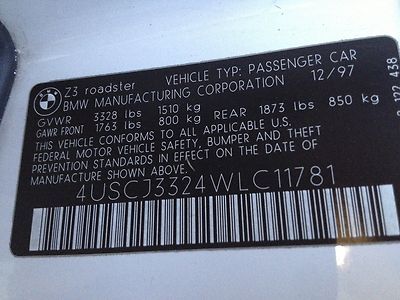 Z3 roadster VEHICLE TYP: PASSENGER CAR
BMW MANUFACTURING CORPORATION 12/97
GVWR 3328 lbs 1510 kg
GAWR FRONT 1763 lbs 800 kg REAR 1873 lbs 850 kg
THIS VEHICLE CONFORMS TO ALL APPLICABLE
FEDERAL MOTOR VEHICLE SAFETY, BUMPER AND THEFT
PREVENTION STANDARDS IN EFFECT ON THE DATE OF
MANUFACTURE SHOWN ABOVE.
4USCJ3324WLC11781
122 438